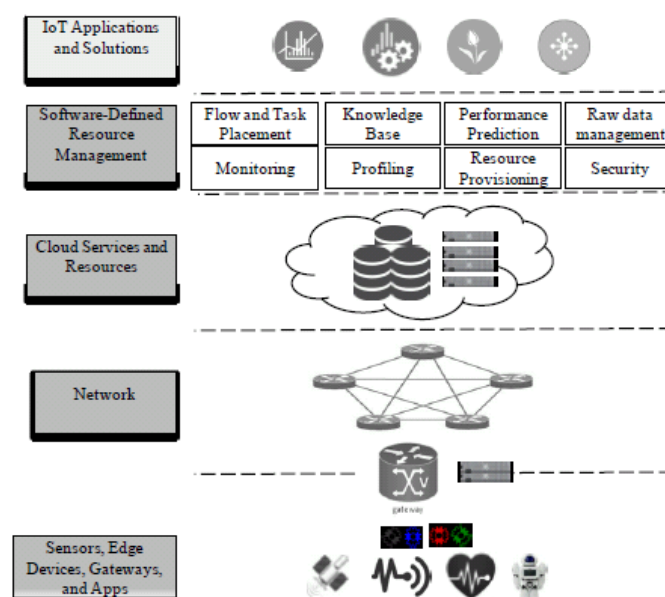 IoT Applications
and Solutions
Software-Defined
Resource
Management
Flow and Task
Placement
Knowledge
Base
Performance
Prediction
Raw data
management
Monitoring
Profiling
Resource
Provisioning
Security
Cloud Services and
Resources
Network
V
gateway
Sensors, Edge
Devices, Gateways,
and Apps